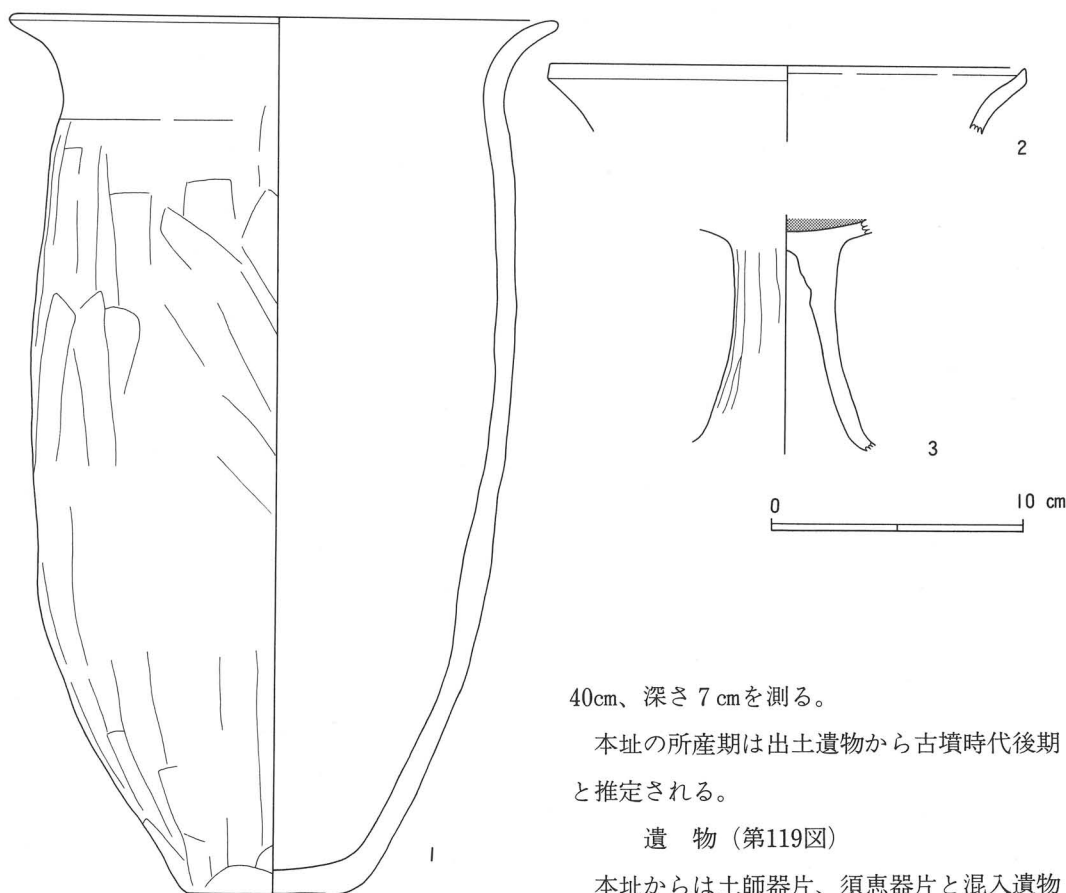 2
3
0 10 cm
1
40cm、深さ7cmを測る。
本址の所産期は出土遺物から古墳時代後期
と推定される。
遺 物（第119図）
本址からは土師器片、須恵器片と混入遺物